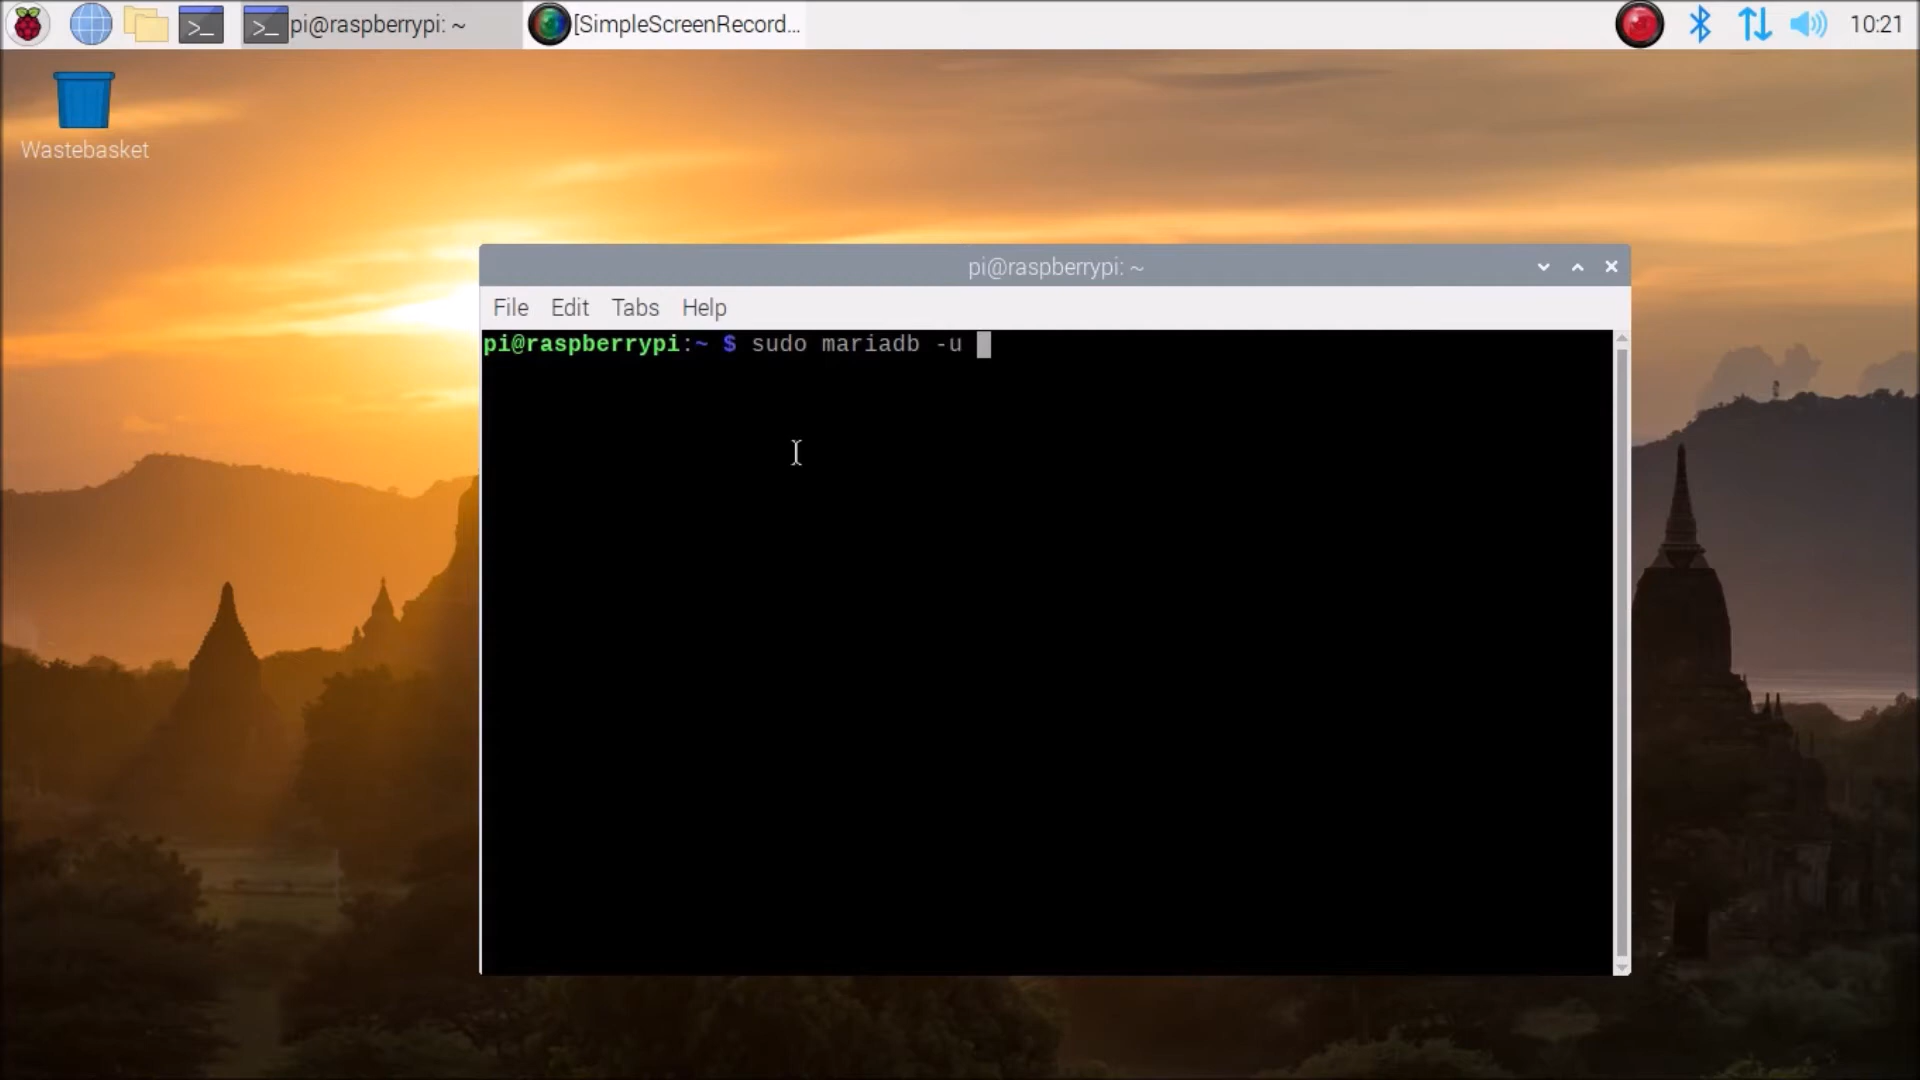 pi@raspberrypi: ~
[SimpleScreenRecord...
10:21
Wastebasket
pi@raspberrypi: ~
File Edit Tabs Help
pi@raspberrypi:~ $ sudo mariadb -u